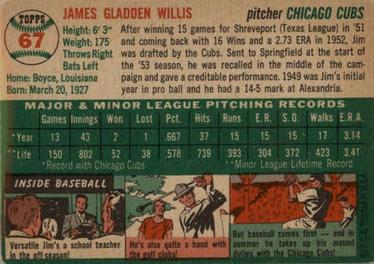 TOPPS
67
JAMES GLADDEN WILLIS
pitcher CHICAGO CUBS
Height: 6' 3"
Weight: 175
Throws Right
Bats Left
Home: Boyce, Louisiana
Born: March 20, 1927
After winning 15 games for Shreveport (Texas League) in '51
and coming back with 16 Wins and a 2.73 ERA in 1952, Jim
was drafted by the Cubs. Sent to Springfield at the start of
the '53 season, he was recalled in the middle of the cam-
paign and gave a creditable performance. 1949 was Jim's initial
year in pro ball and he had a 14-5 mark at Alexandria.
MAJOR & MINOR LEAGUE PITCHING RECORDS
Games Innings Won Lost Pct. Hits Runs E.R. S.O. Walks E.R.A.
*Year 13 43 2 1 .667 37 15 15 15 17 3.14
**Life 150 802 52 38 .578 739 393 304 372 423 3.41
*Record with Chicago Cubs
**Minor League Lifetime Record
INSIDE BASEBALL
Versatile Jim's a school teacher
in the off-season!
He's also quite a hand with
the golf clubs!
But baseball comes first — and in
summer he takes up his mound
duties with the Chicago Cubs!